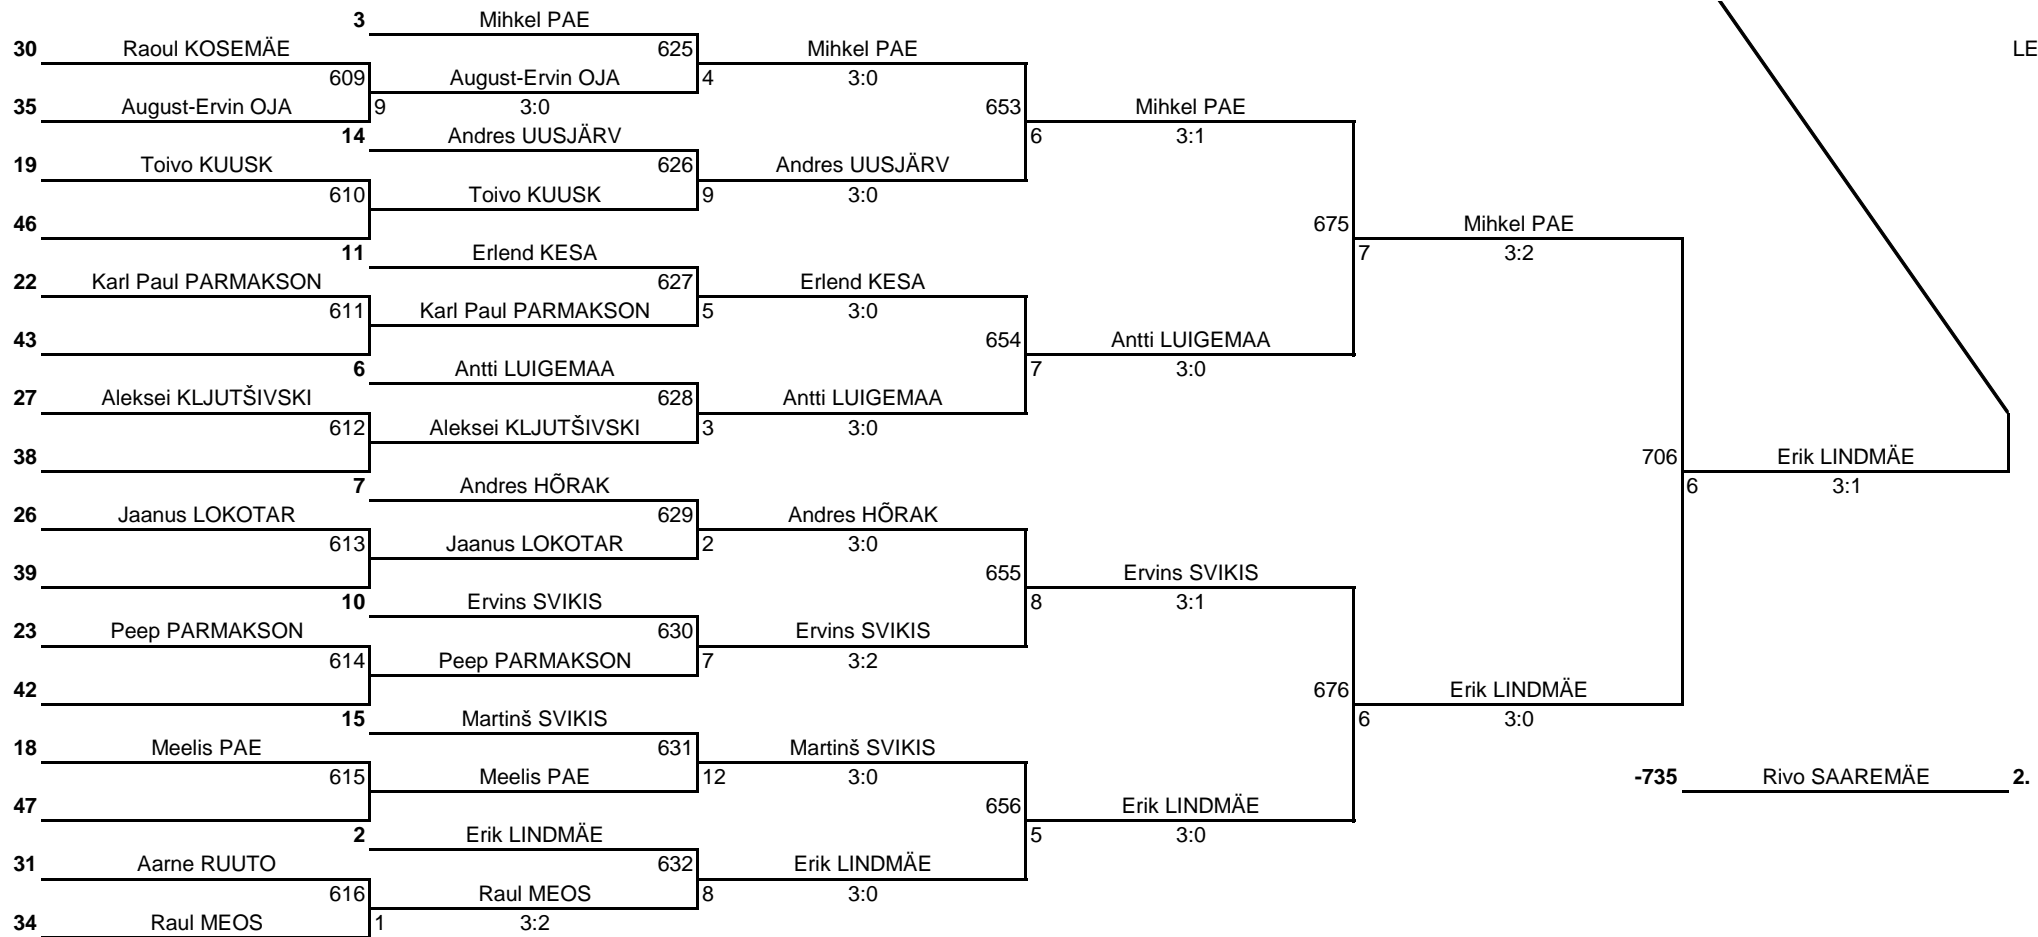 3 Mihkel PAE
30 Raoul KOSEMÄE 625 Mihkel PAE LE
609 August-Ervin OJA 4 3:0
35 August-Ervin OJA 9 3:0 653 Mihkel PAE
14 Andres UUSJÄRV 6 3:1
19 Toivo KUUSK 626 Andres UUSJÄRV
610 Toivo KUUSK 9 3:0
46 675 Mihkel PAE
11 Erlend KESA 7 3:2
22 Karl Paul PARMAKSON 627 Erlend KESA
611 Karl Paul PARMAKSON 5 3:0
43 654 Antti LUIGEMAA
6 Antti LUIGEMAA 7 3:0
27 Aleksei KLJUTŠIVSKI 628 Antti LUIGEMAA
612 Aleksei KLJUTŠIVSKI 3 3:0
38 706 Erik LINDMÄE
7 Andres HÕRAK 6 3:1
26 Jaanus LOKOTAR 629 Andres HÕRAK
613 Jaanus LOKOTAR 2 3:0
39 655 Ervins SVIKIS
10 Ervins SVIKIS 8 3:1
23 Peep PARMAKSON 630 Ervins SVIKIS
614 Peep PARMAKSON 7 3:2
42 676 Erik LINDMÄE
15 Martinš SVIKIS 6 3:0
18 Meelis PAE 631 Martinš SVIKIS
615 Meelis PAE 12 3:0 -735 Rivo SAAREMÄE 2.
47 656 Erik LINDMÄE
2 Erik LINDMÄE 5 3:0
31 Aarne RUUTO 632 Erik LINDMÄE
616 Raul MEOS 8 3:0
34 Raul MEOS 1 3:2